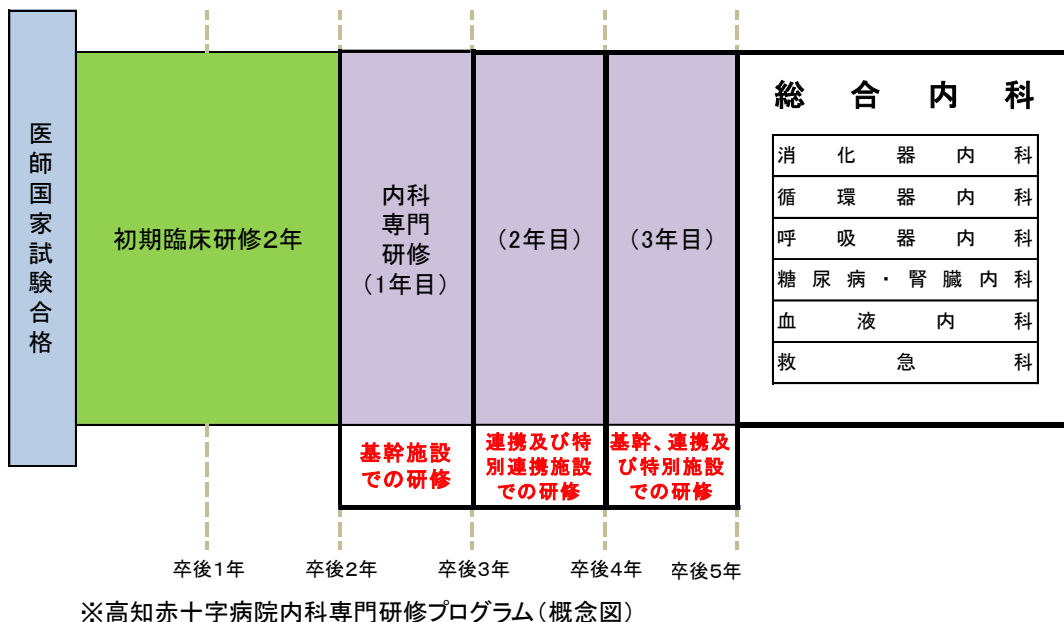 医師国家試験合格
初期臨床研修2年
内科
専門
研修
(1年目)
(2年目)
(3年目)
総合内科
消化器内科
循環器内科
呼吸器内科
糖尿病・腎臓内科
血液内科
救急科
基幹施設
での研修
連携及び特
別連携施設
での研修
基幹、連携及
び特別施設
での研修
卒後1年
卒後2年
卒後3年
卒後4年
卒後5年
※高知赤十字病院内科専門研修プログラム(概念図)